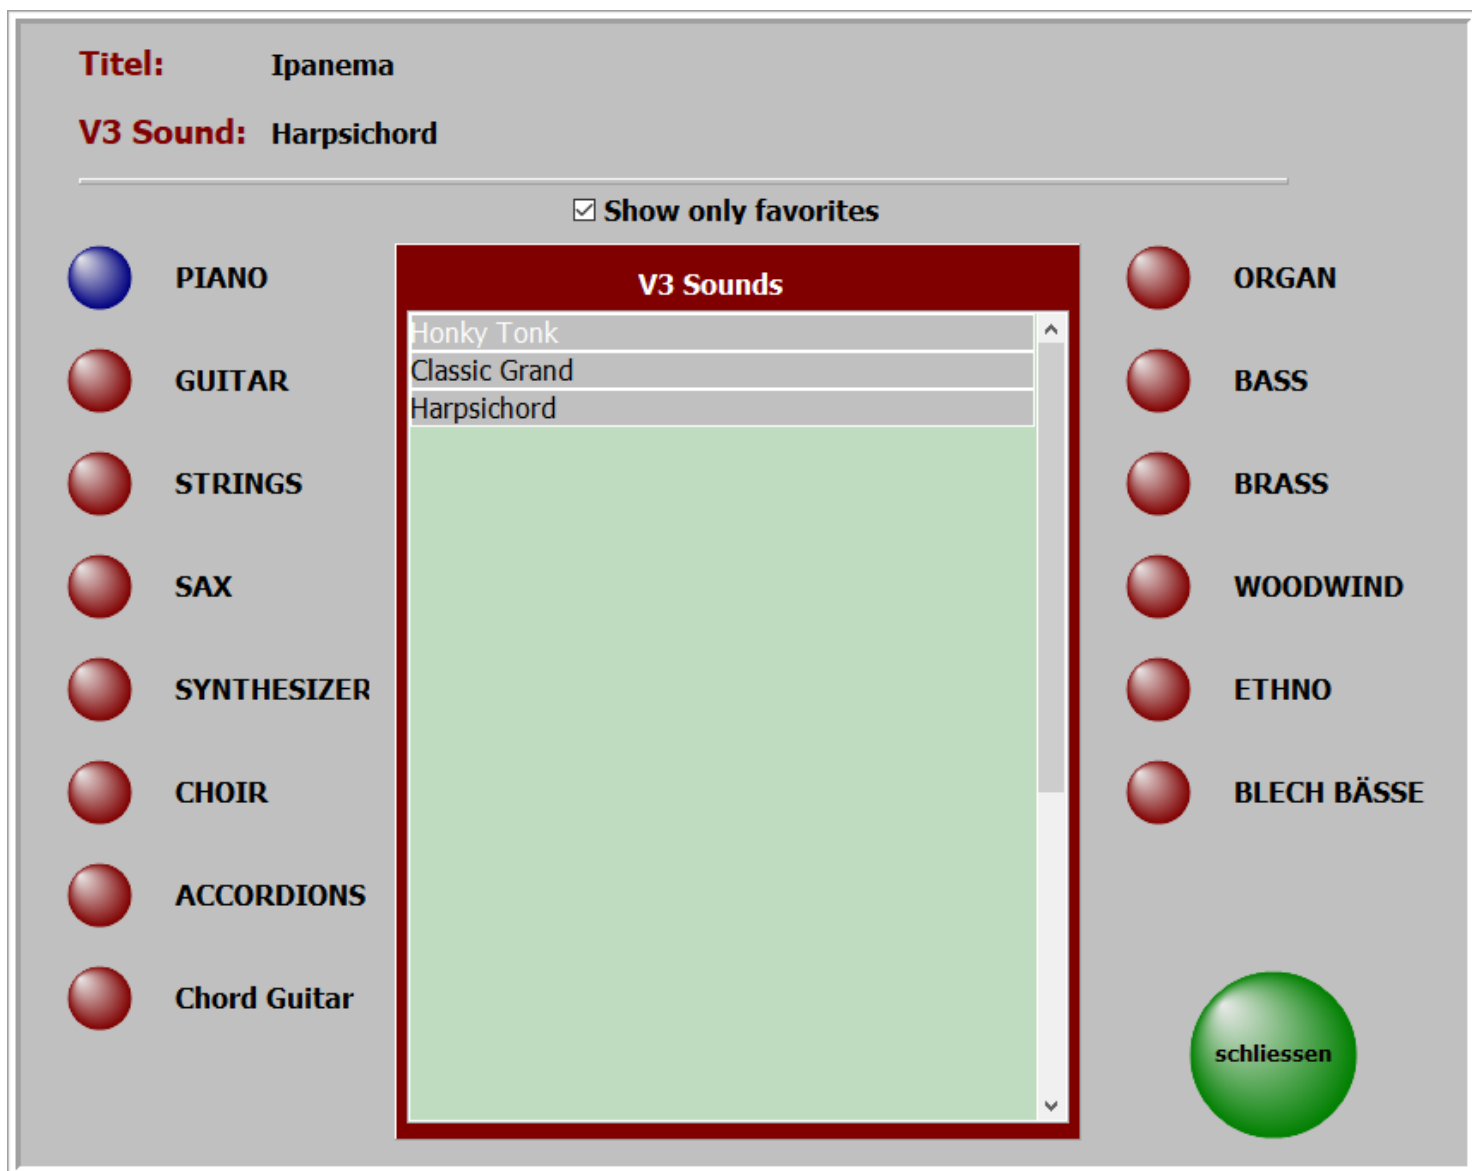 Titel: Ipanema
V3 Sound: Harpsichord
Show only favorites
PIANO
GUITAR
STRINGS
SAX
SYNTHESIZER
CHOIR
ACCORDIONS
Chord Guitar
V3 Sounds
Honky Tonk
Classic Grand
Harpsichord
ORGAN
BASS
BRASS
WOODWIND
ETHNO
BLECH BÄSSE
schliessen